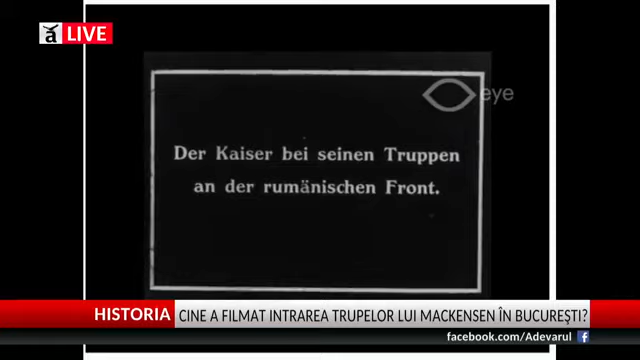 á LIVE
eye
Der Kaiser bei seinen Truppen
an der rumänischen Front.
HISTORIA CINE A FILMAT INTRAREA TRUPELOR LUI MACKENSEN ÎN BUCUREŞTI?
facebook.com/Adevarul f